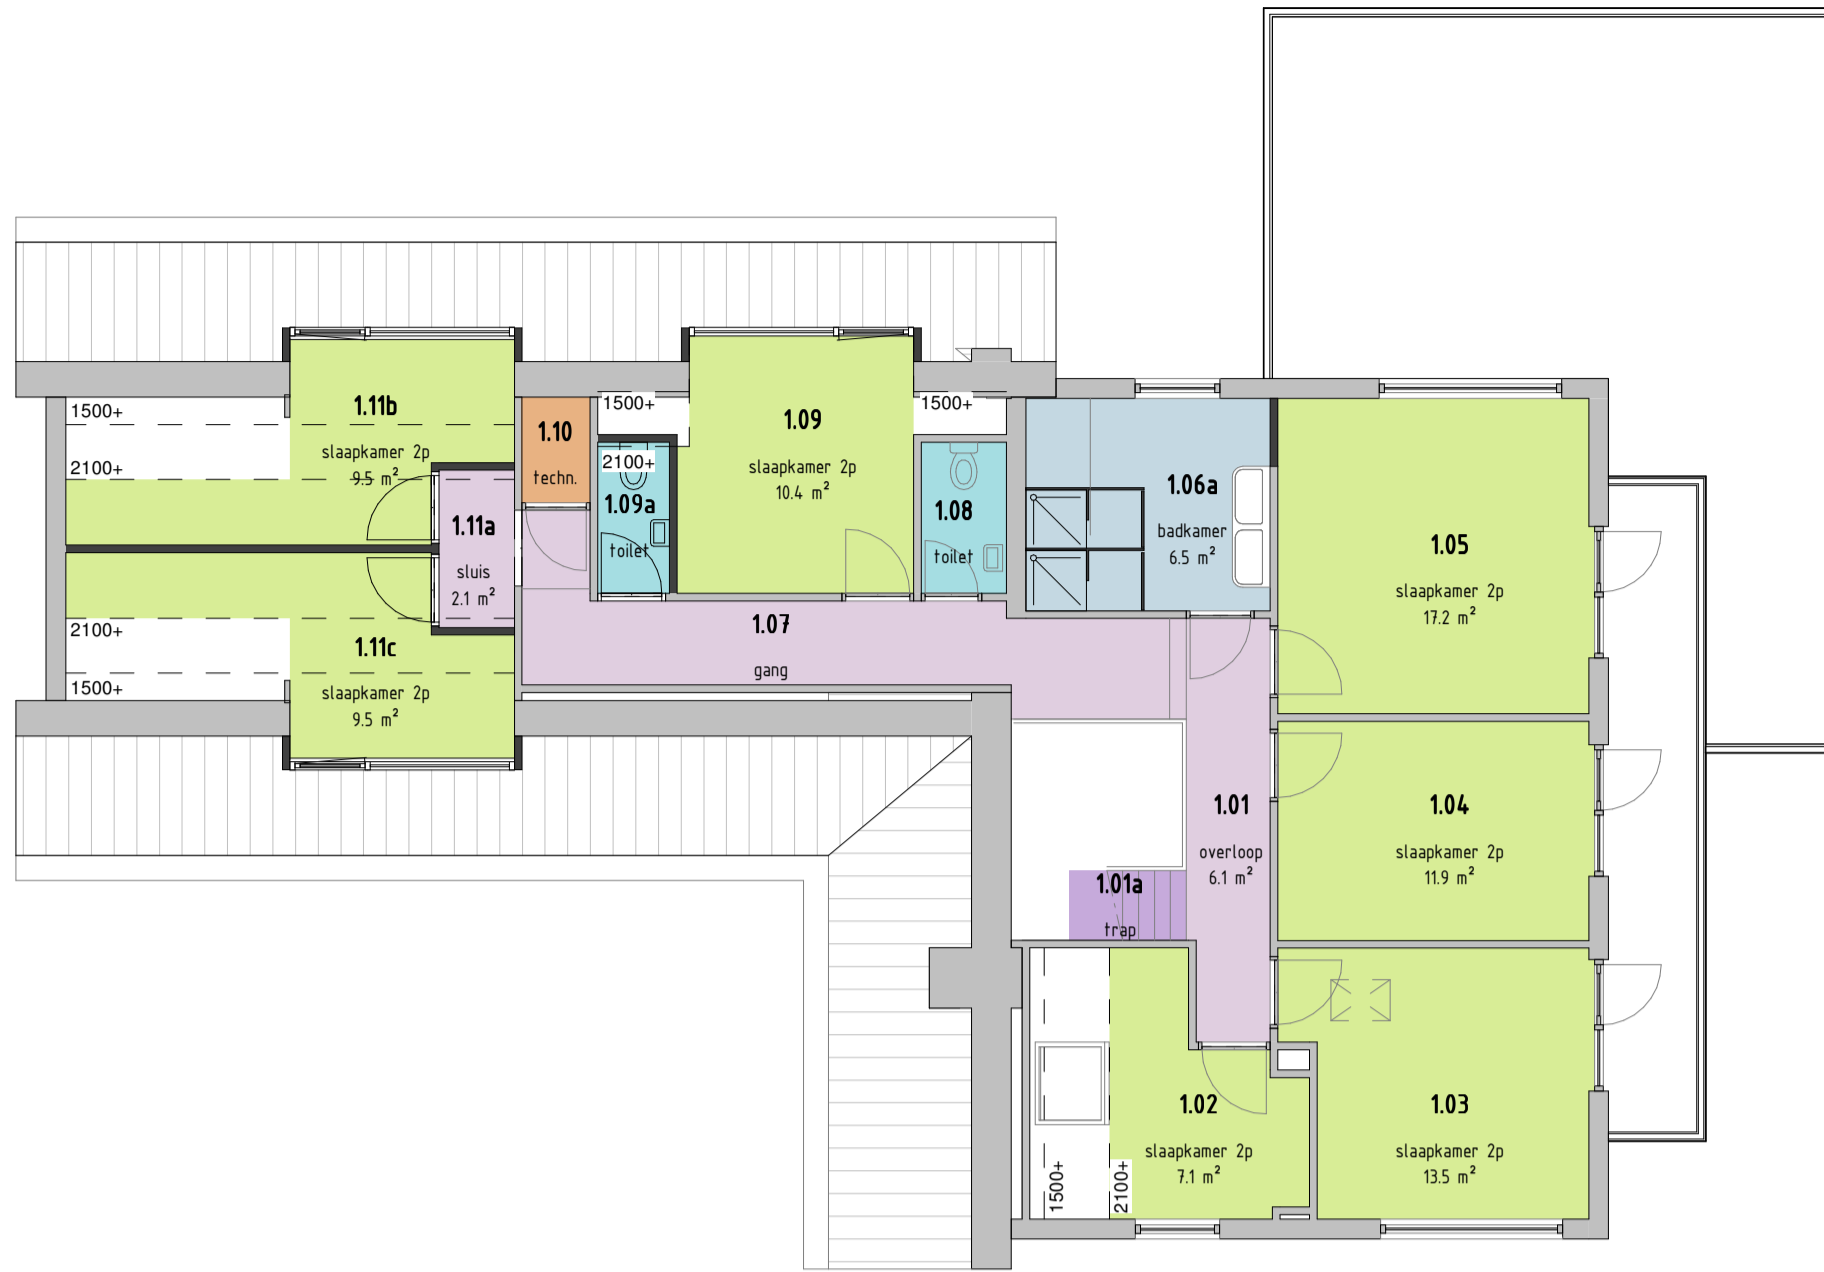 1500+
1.11b
slaapkamer 2p
9.5 m²
2100+
1.10
techn.
1500+
2100+
1.09a
toilet
1.09
slaapkamer 2p
10.4 m²
1500+
1.08
toilet
1.06a
badkamer
6.5 m²
1.05
slaapkamer 2p
17.2 m²
1.11a
sluis
2.1 m²
2100+
1.11c
slaapkamer 2p
9.5 m²
1500+
1.07
gang
1.01
overloop
6.1 m²
1.01a
trap
1.04
slaapkamer 2p
11.9 m²
1.02
slaapkamer 2p
7.1 m²
1500+
2100+
1.03
slaapkamer 2p
13.5 m²